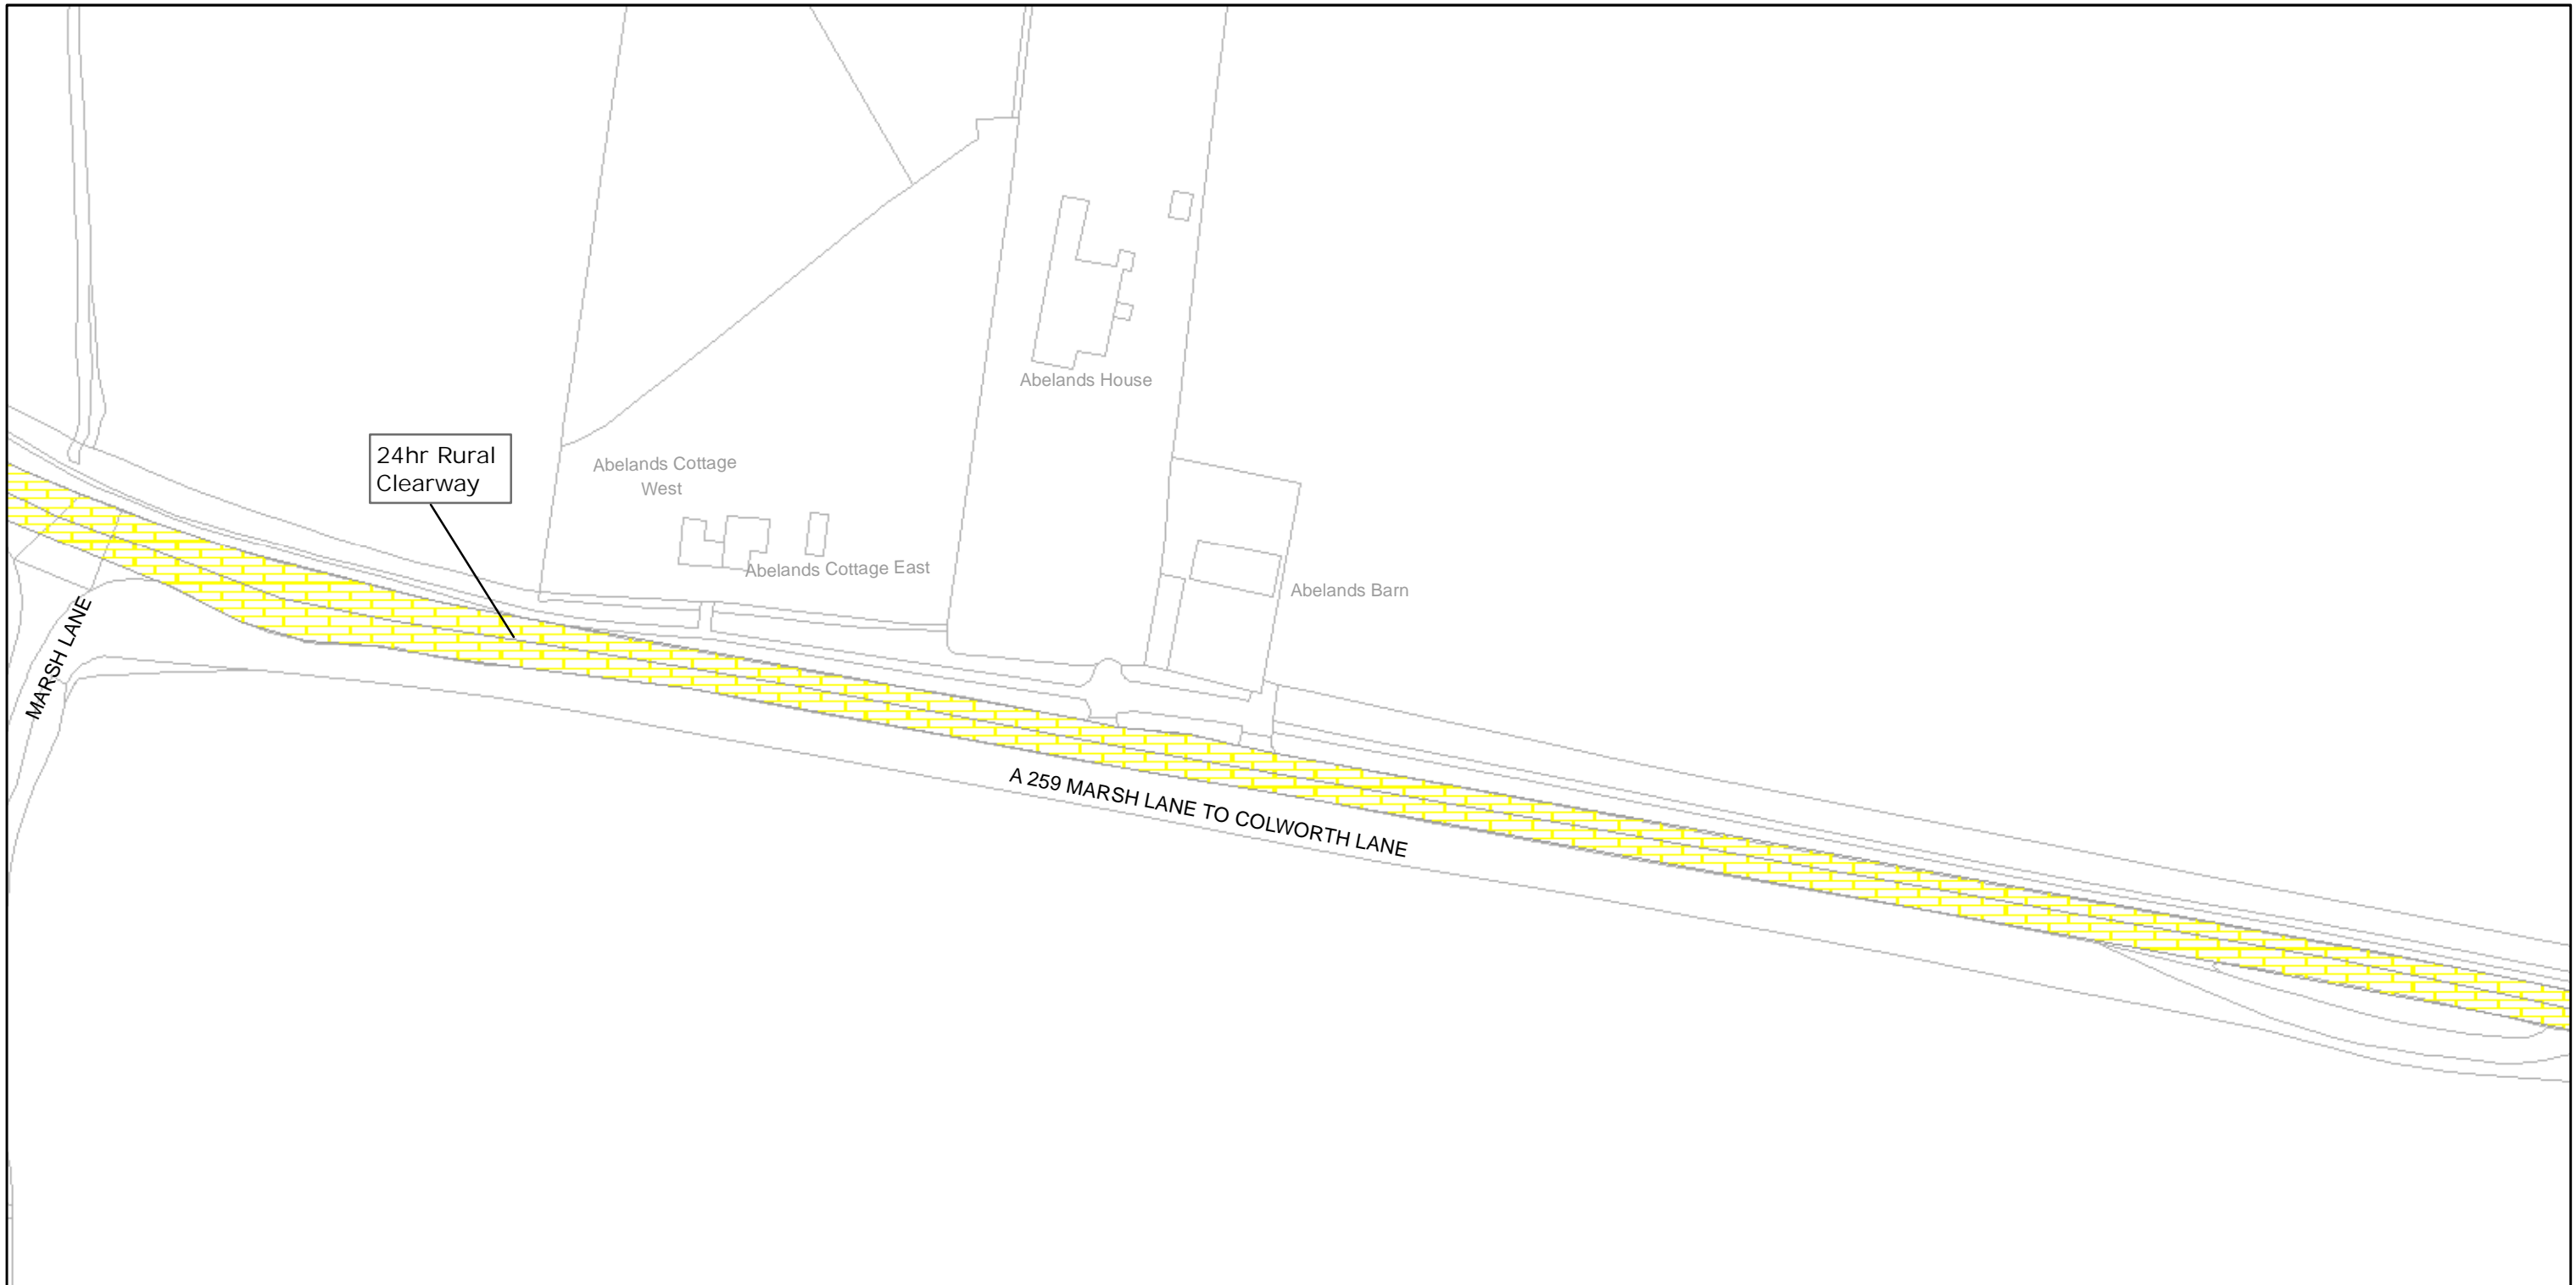 Abelands House
24hr Rural
Clearway
Abelands Cottage
West
Abelands Cottage East
Abelands Barn
MARSH LANE
A 259 MARSH LANE TO COLWORTH LANE